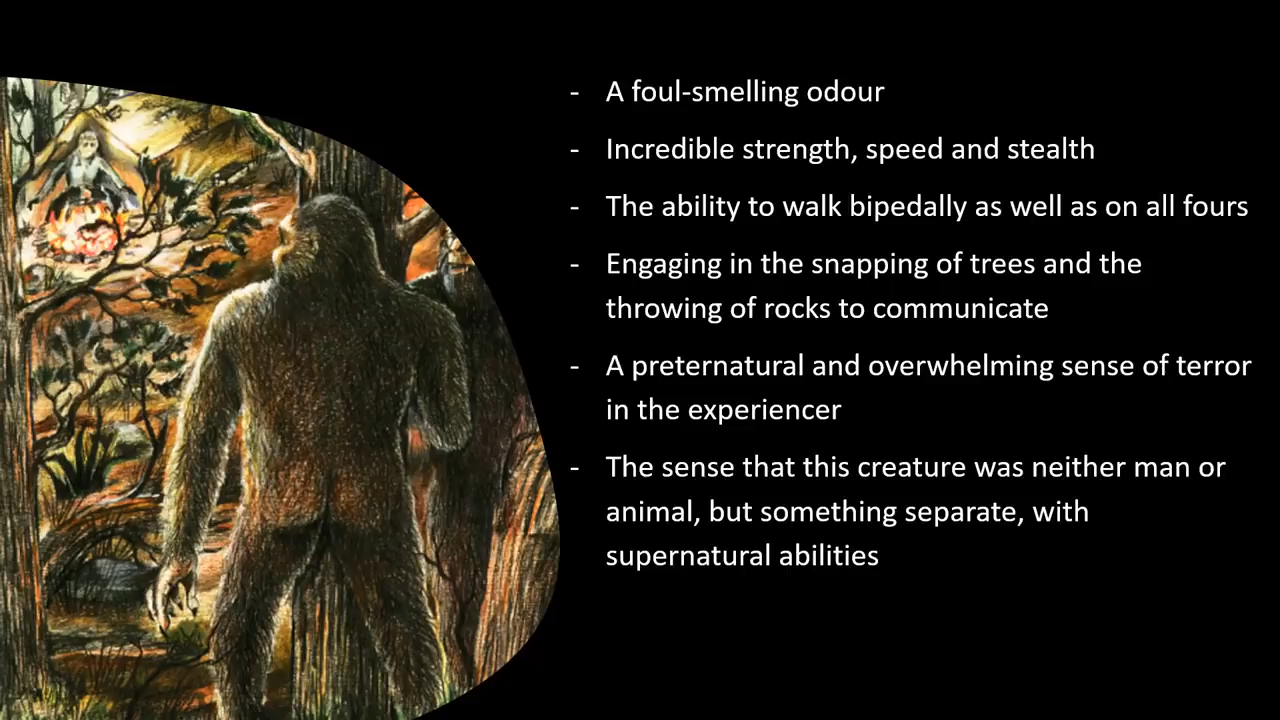 - A foul-smelling odour
- Incredible strength, speed and stealth
- The ability to walk bipedally as well as on all fours
- Engaging in the snapping of trees and the
throwing of rocks to communicate
- A preternatural and overwhelming sense of terror
in the experiencer
- The sense that this creature was neither man or
animal, but something separate, with
supernatural abilities